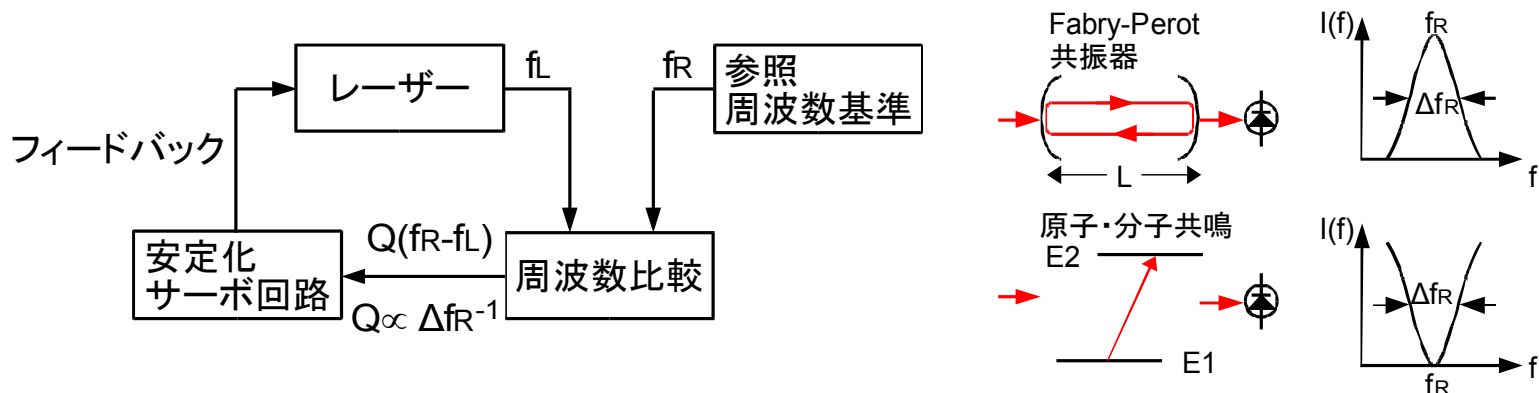 レーザー
fL
fR
参照
周波数基準
フィードバック
安定化
サーボ回路
Q(fR-fL)
Q∝ ΔfR⁻¹
周波数比較
Fabry-Perot
共振器
L
I(f)
fR
ΔfR
f
原子・分子共鳴
E2
E1
I(f)
ΔfR
fR
f